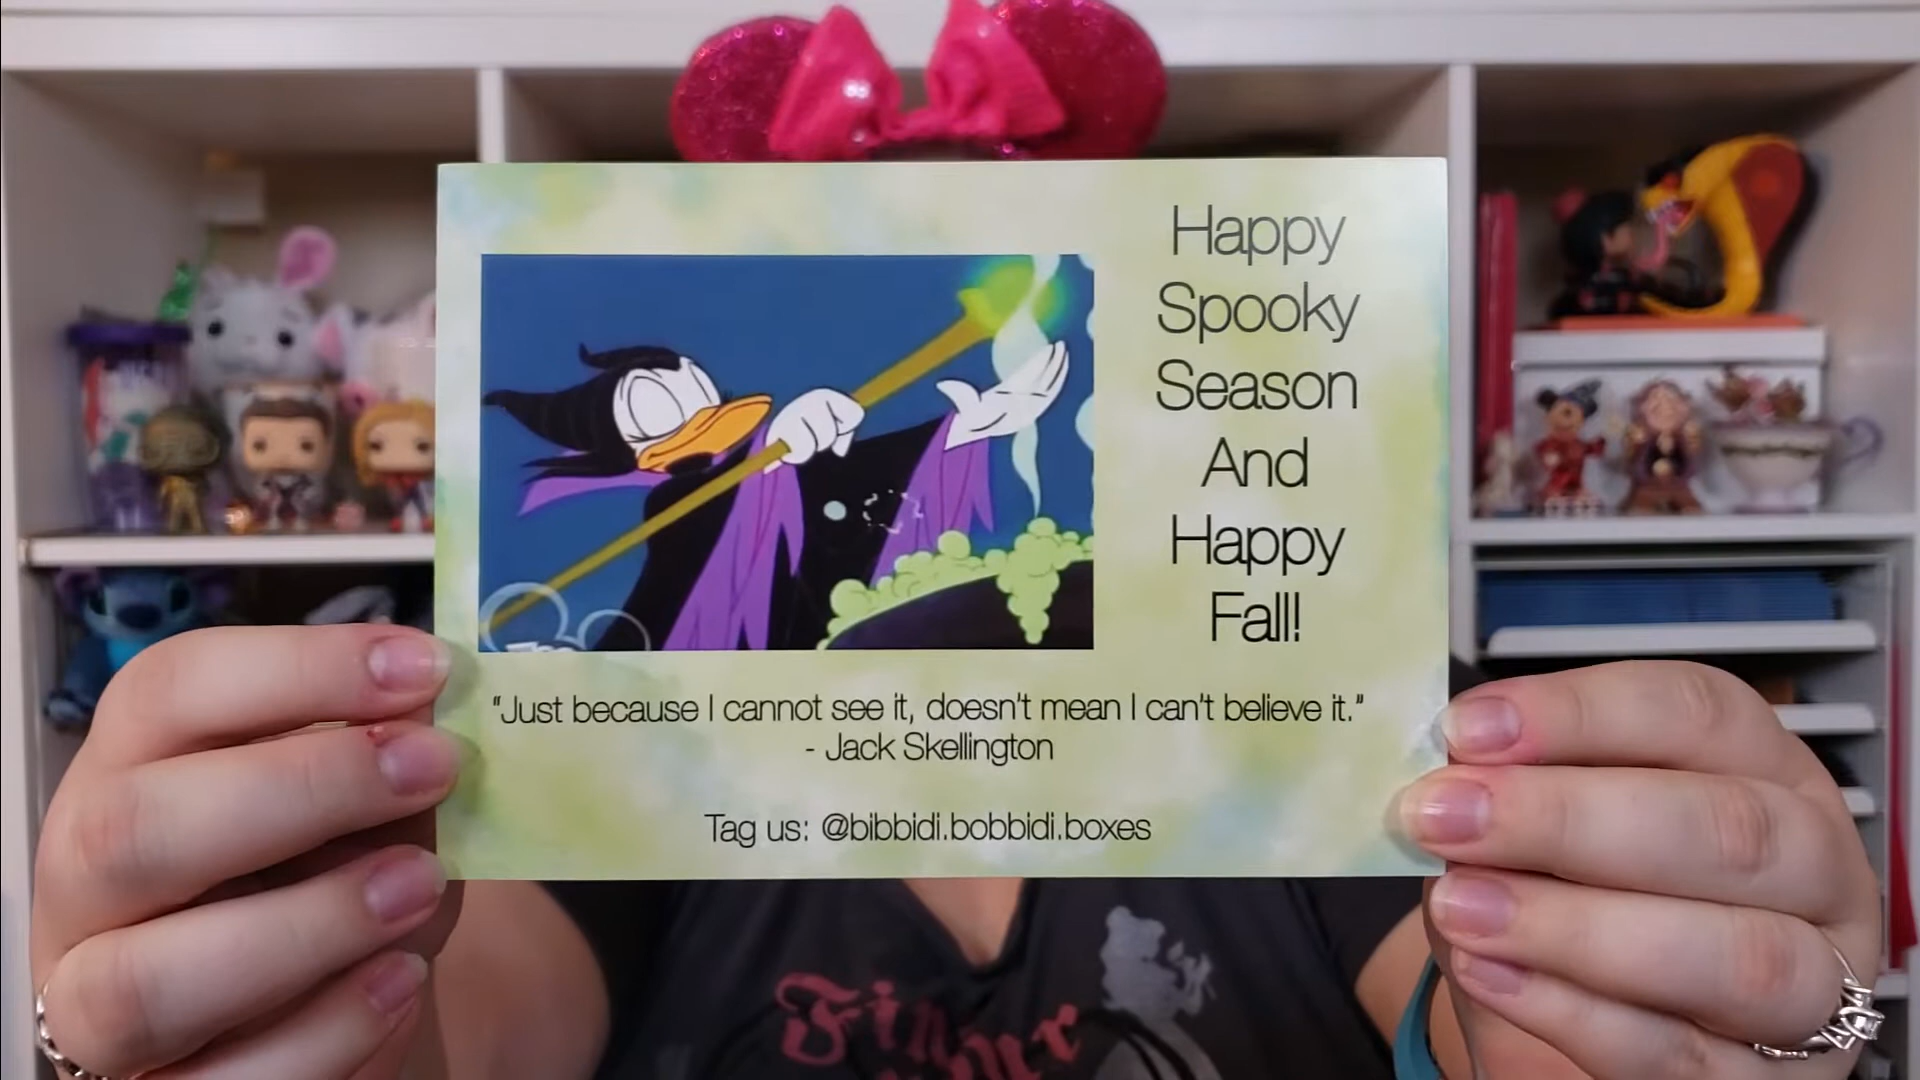 Happy
Spooky
Season
And
Happy
Fall!
"Just because I cannot see it, doesn't mean I can't believe it."
- Jack Skellington
Tag us: @bibbidi.bobbidi.boxes